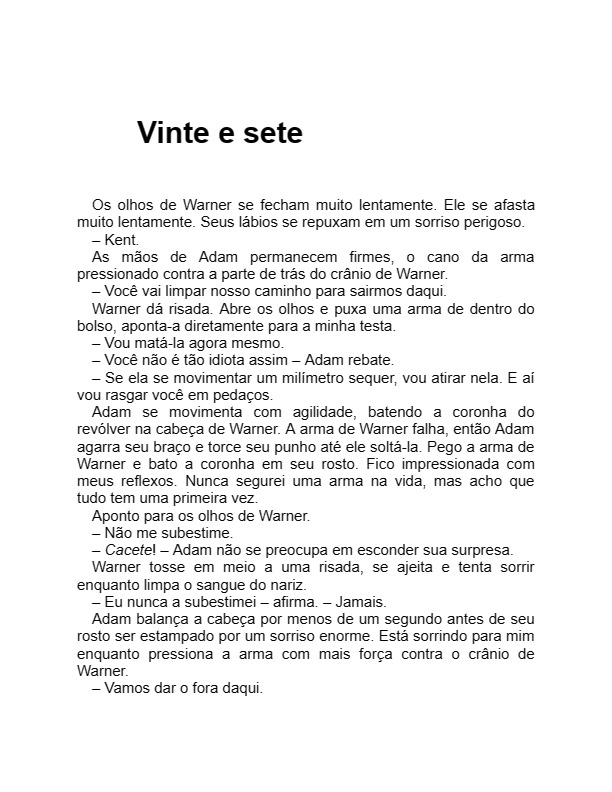 Vinte e sete
Os olhos de Warner se fecham muito lentamente. Ele se afasta
muito lentamente. Seus lábios se repuxam em um sorriso perigoso.
– Kent.
As mãos de Adam permanecem firmes, o cano da arma
pressionado contra a parte de trás do crânio de Warner.
– Você vai limpar nosso caminho para sairmos daqui.
Warner dá risada. Abre os olhos e puxa uma arma de dentro do
bolso, aponta-a diretamente para a minha testa.
– Vou matá-la agora mesmo.
– Você não é tão idiota assim – Adam rebate.
– Se ela se movimentar um milímetro sequer, vou atirar nela. E aí
vou rasgar você em pedaços.
Adam se movimenta com agilidade, batendo a coronha do
revólver na cabeça de Warner. A arma de Warner falha, então Adam
agarra seu braço e torce seu punho até ele soltá-la. Pego a arma de
Warner e bato a coronha em seu rosto. Fico impressionada com
meus reflexos. Nunca segurei uma arma na vida, mas acho que
tudo tem uma primeira vez.
Aponto para os olhos de Warner.
– Não me subestime.
– Cacete! – Adam não se preocupa em esconder sua surpresa.
Warner tosse em meio a uma risada, se ajeita e tenta sorrir
enquanto limpa o sangue do nariz.
– Eu nunca a subestimei – afirma. – Jamais.
Adam balança a cabeça por menos de um segundo antes de seu
rosto ser estampado por um sorriso enorme. Está sorrindo para mim
enquanto pressiona a arma com mais força contra o crânio de
Warner.
– Vamos dar o fora daqui.